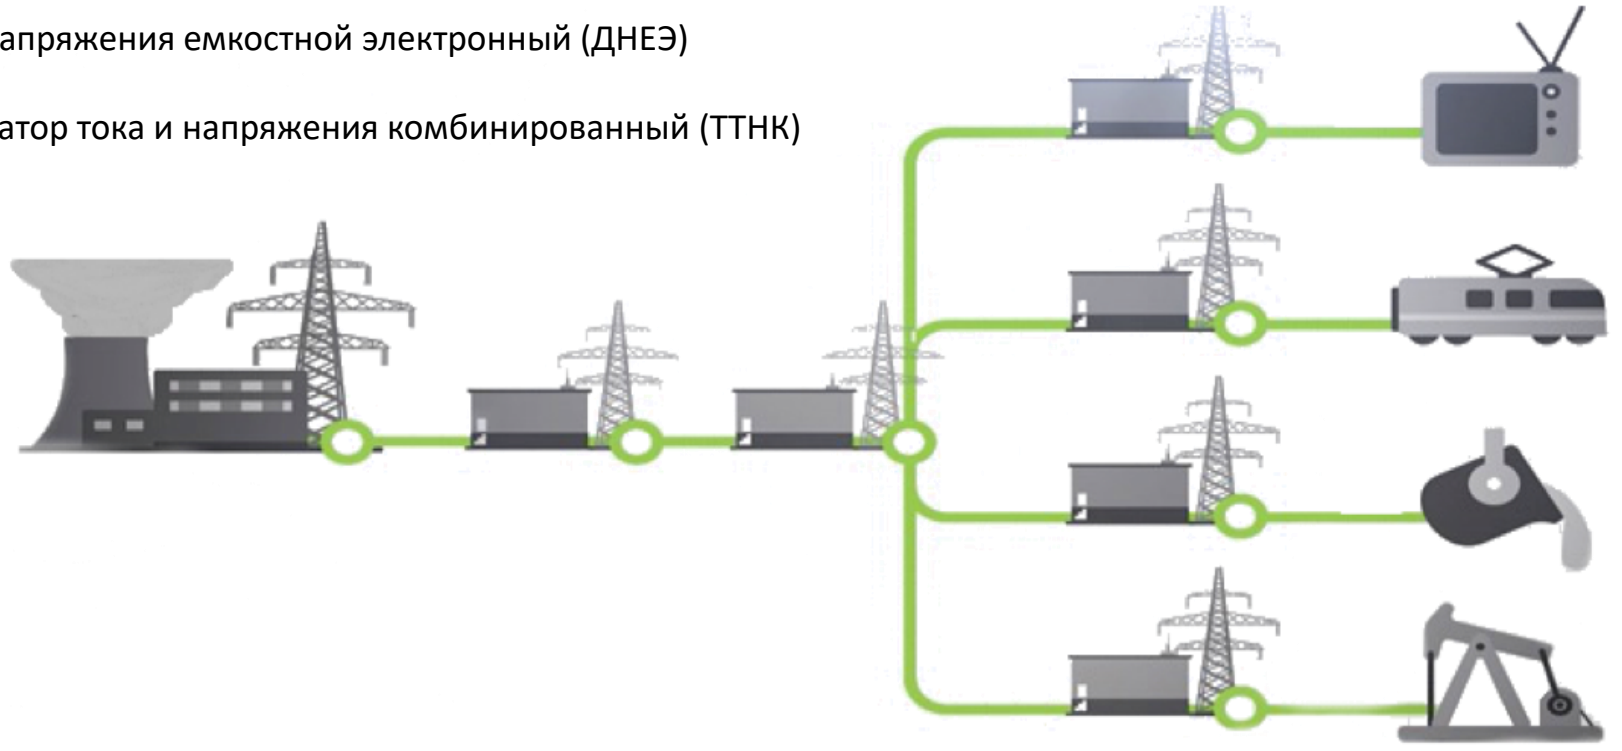 апряжения емкостной электронный (ДНЕЭ)
атор тока и напряжения комбинированный (ТТНК)